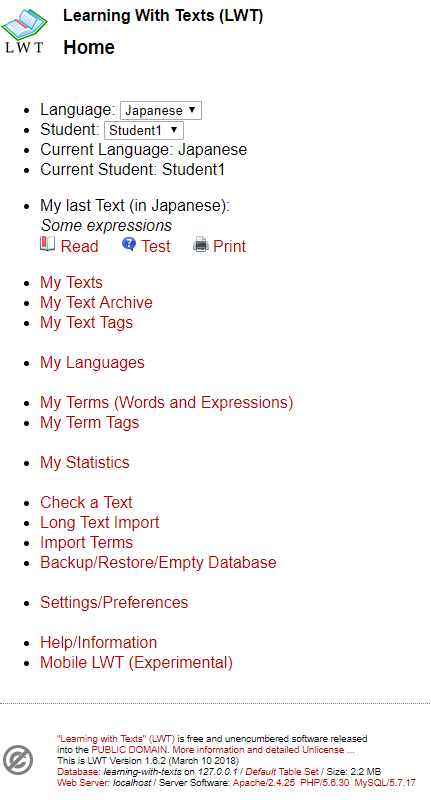 Learning With Texts (LWT)
LWT
Home
Language: Japanese
Student: Student1
Current Language: Japanese
Current Student: Student1
My last Text (in Japanese):
Some expressions
Read Test Print
My Texts
My Text Archive
My Text Tags
My Languages
My Terms (Words and Expressions)
My Term Tags
My Statistics
Check a Text
Long Text Import
Import Terms
Backup/Restore/Empty Database
Settings/Preferences
Help/Information
Mobile LWT (Experimental)
"Learning with Texts" (LWT) is free and unencumbered software released
into the PUBLIC DOMAIN. More information and detailed Unlicense ...
This is LWT Version 1.6.2 (March 10 2018)
Database: learning-with-texts on 127.0.0.1 / Default Table Set / Size: 2.2 MB
Web Server: localhost / Server Software: Apache/2.4.25 PHP/5.6.30 MySQL/5.7.17